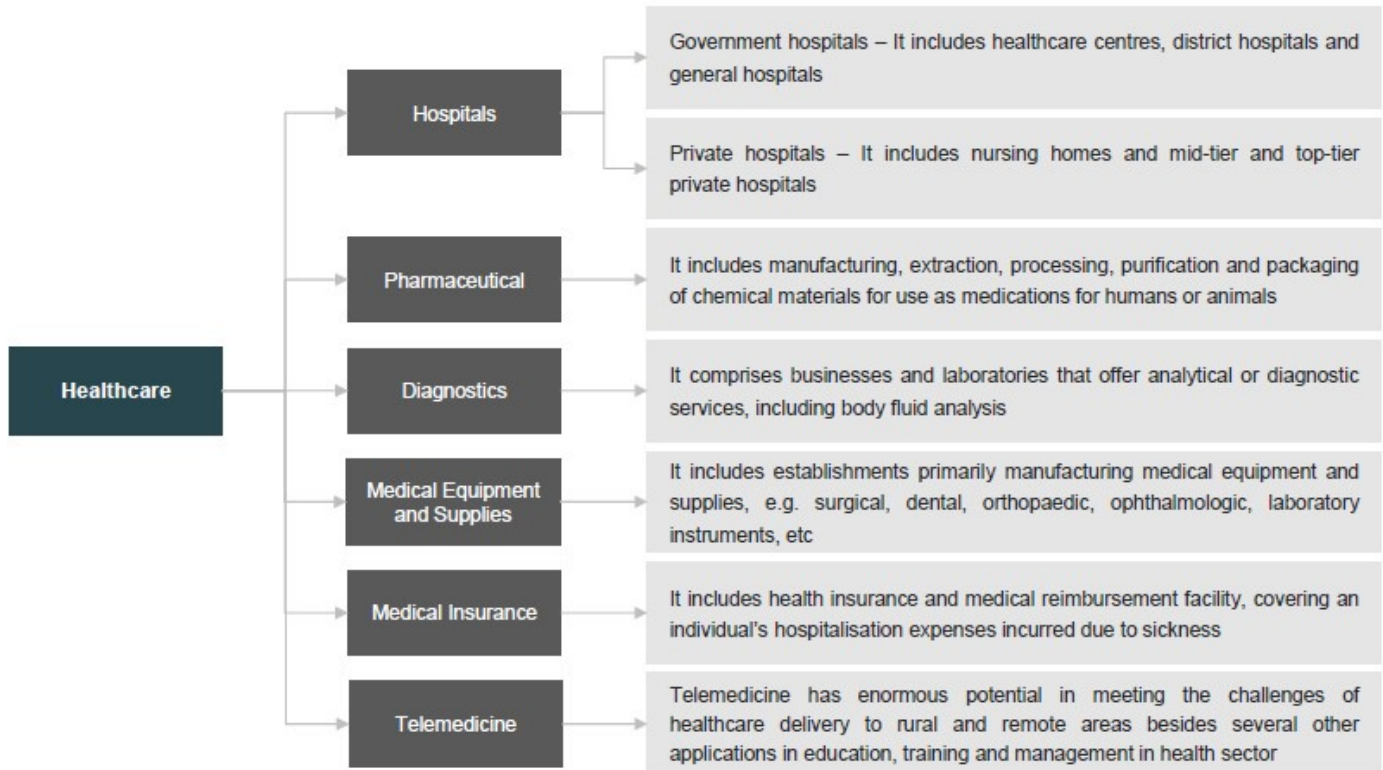 Healthcare
Hospitals
Government hospitals – It includes healthcare centres, district hospitals and
general hospitals
Private hospitals – It includes nursing homes and mid-tier and top-tier
private hospitals
Pharmaceutical
It includes manufacturing, extraction, processing, purification and packaging
of chemical materials for use as medications for humans or animals
Diagnostics
It comprises businesses and laboratories that offer analytical or diagnostic
services, including body fluid analysis
Medical Equipment
and Supplies
It includes establishments primarily manufacturing medical equipment and
supplies, e.g. surgical, dental, orthopaedic, ophthalmologic, laboratory
instruments, etc
Medical Insurance
It includes health insurance and medical reimbursement facility, covering an
individual's hospitalisation expenses incurred due to sickness
Telemedicine
Telemedicine has enormous potential in meeting the challenges of
healthcare delivery to rural and remote areas besides several other
applications in education, training and management in health sector